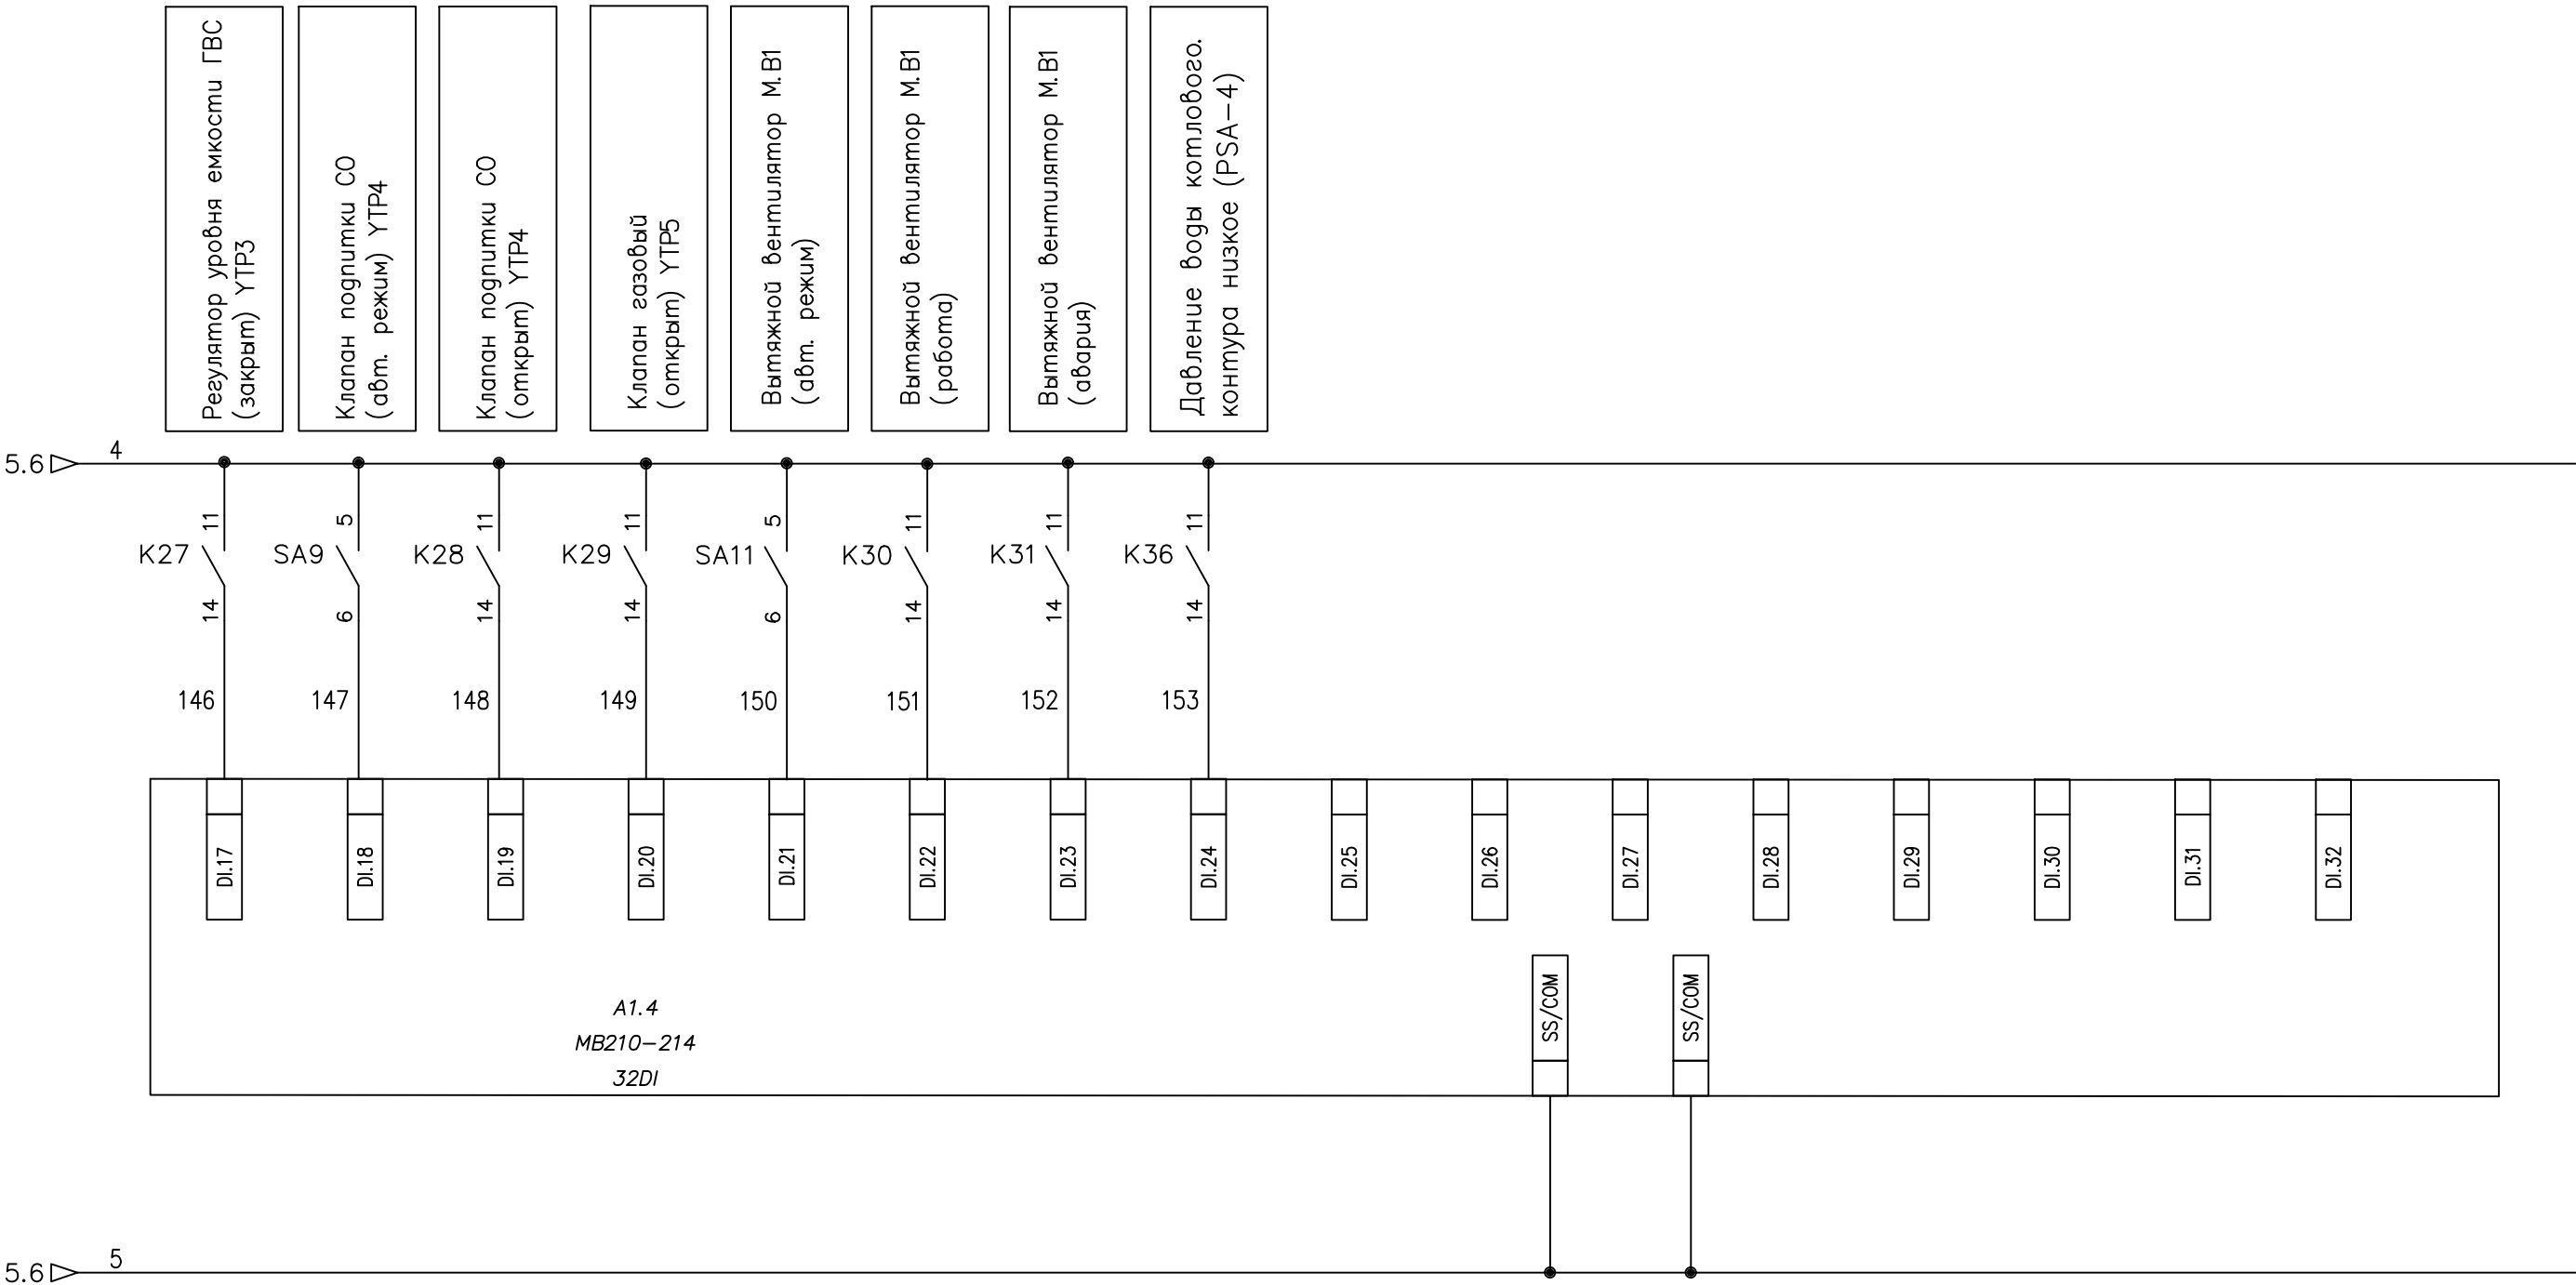 Регулятор уровня емкости ГВС
(закрыт) YTP3
Клапан подпитки СО
(авт. режим) YTP4
Клапан подпитки СО
(открыт) YTP4
Клапан газовый
(открыт) YTP5
Вытяжной вентилятор М.В1
(авт. режим)
Вытяжной вентилятор М.В1
(работа)
Вытяжной вентилятор М.В1
(авария)
Давление воды котлового.
контура низкое (PSA-4)
5.6 4
11 5 11 11 5 11 11 11
K27 SA9 K28 K29 SA11 K30 K31 K36
14 6 14 14 6 14 14 14
146 147 148 149 150 151 152 153
DI.17 DI.18 DI.19 DI.20 DI.21 DI.22 DI.23 DI.24 DI.25 DI.26 DI.27 DI.28 DI.29 DI.30 DI.31 DI.32
A1.4
МВ210-214
32DI
SS/COM SS/COM
5.6 5